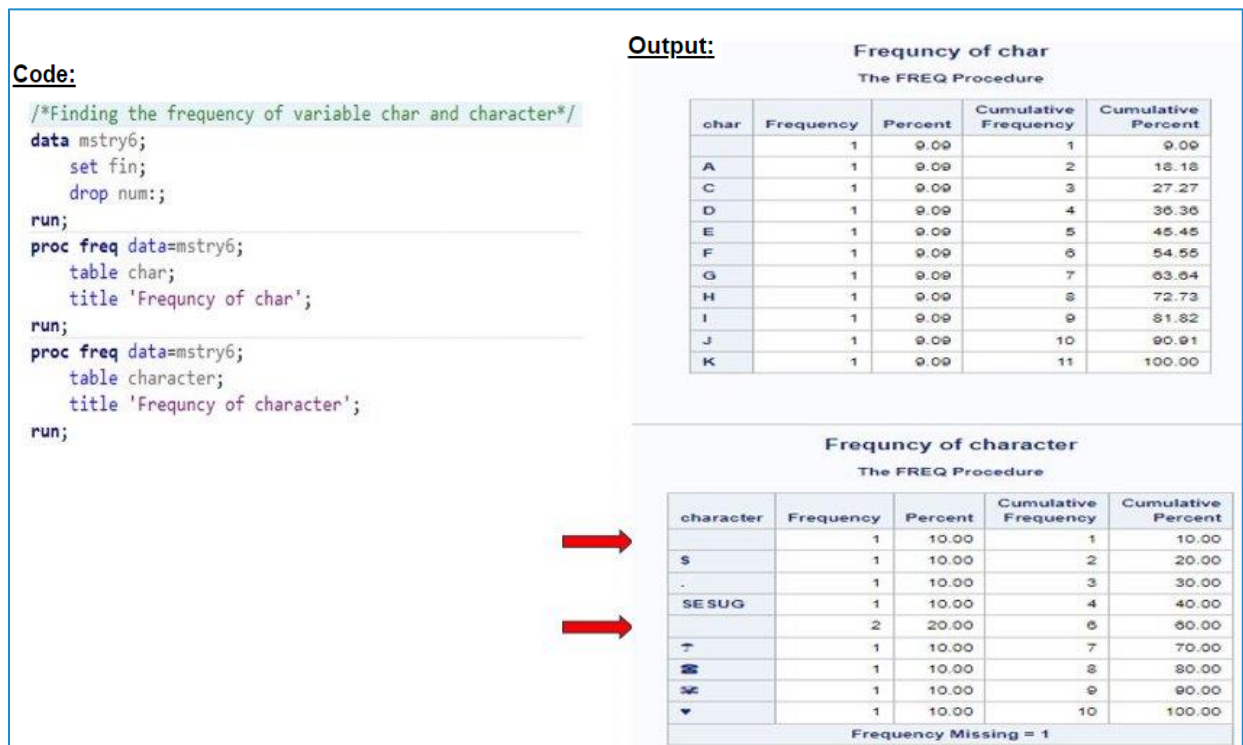 Code:
/*Finding the frequency of variable char and character*/
data mstry6;
set fin;
drop num:;
run;
proc freq data=mstry6;
table char;
title 'Frequncy of char';
run;
proc freq data=mstry6;
table character;
title 'Frequncy of character';
run;
Output:
Frequncy of char
The FREQ Procedure
char Frequency Percent Cumulative Frequency Cumulative Percent
1 9.09 1 9.09
A 1 9.09 2 18.18
C 1 9.09 3 27.27
D 1 9.09 4 36.36
E 1 9.09 5 45.45
F 1 9.09 6 54.55
G 1 9.09 7 63.64
H 1 9.09 8 72.73
I 1 9.09 9 81.82
J 1 9.09 10 90.91
K 1 9.09 11 100.00
Frequncy of character
The FREQ Procedure
character Frequency Percent Cumulative Frequency Cumulative Percent
1 10.00 1 10.00
$ 1 10.00 2 20.00
. 1 10.00 3 30.00
SESUG 1 10.00 4 40.00
2 20.00 6 60.00
☂ 1 10.00 7 70.00
☎ 1 10.00 8 80.00
1 10.00 9 90.00
♥ 1 10.00 10 100.00
Frequency Missing = 1